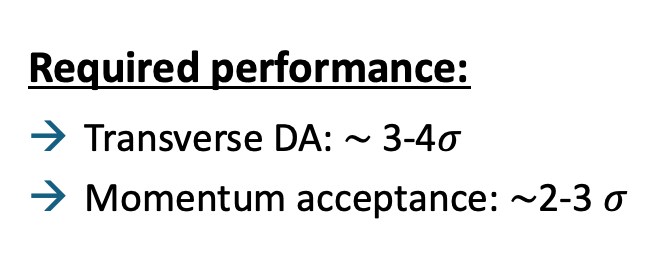 Required performance:
→ Transverse DA: ~ 3-4σ
→ Momentum acceptance: ~2-3 σ